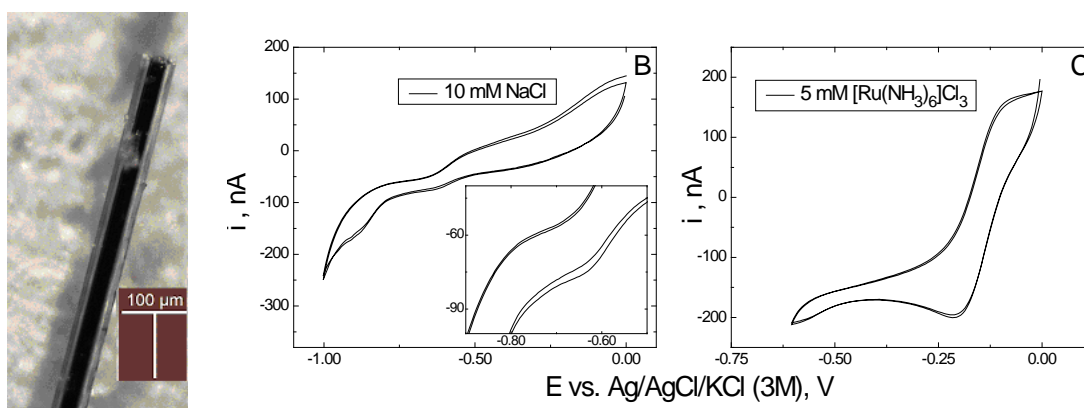 100 µm
200
100
0
-100
-200
-300
i , nA
B
10 mM NaCl
-60
-90
-0.80
-0.60
-1.00
-0.50
0.00
200
100
0
-100
-200
i , nA
C
5 mM [Ru(NH3)6]Cl3
-0.75
-0.50
-0.25
0.00
E vs. Ag/AgCl/KCl (3M), V